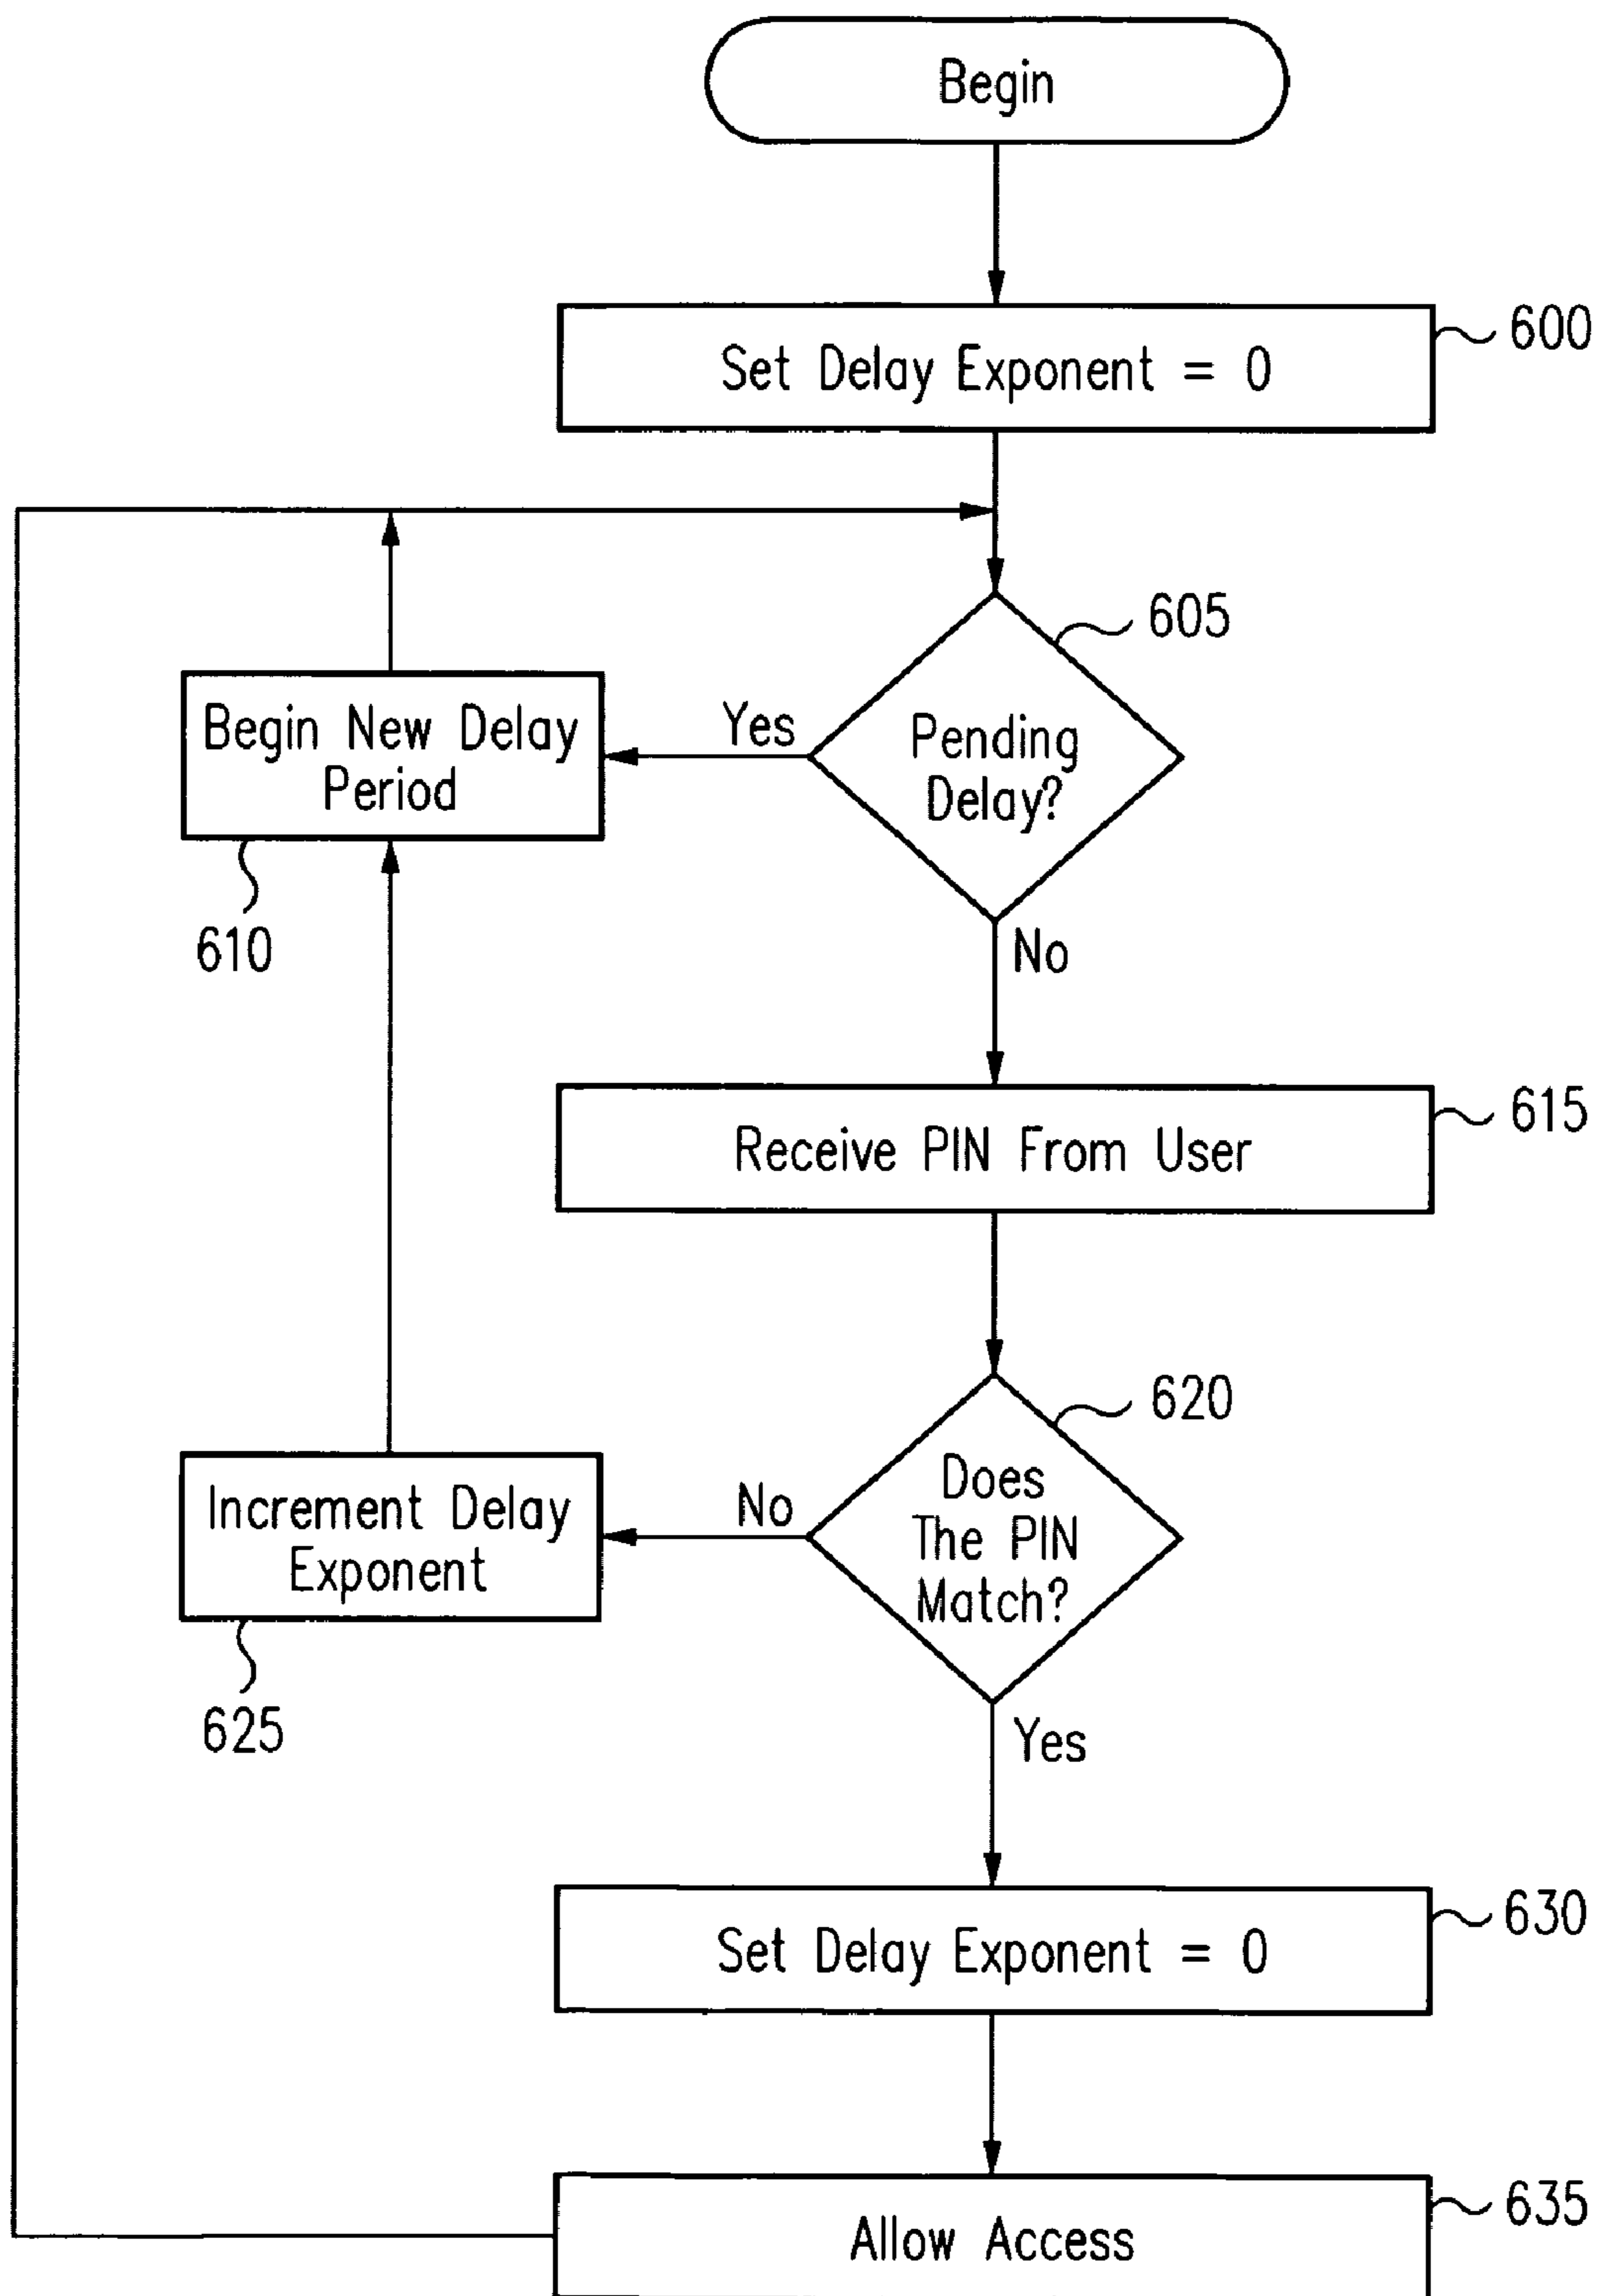 Begin
Set Delay Exponent = 0
600
605
Pending
Delay?
Yes
Begin New Delay
Period
610
No
Receive PIN From User
615
620
Does
The PIN
Match?
No
Increment Delay
Exponent
625
Yes
Set Delay Exponent = 0
630
Allow Access
635